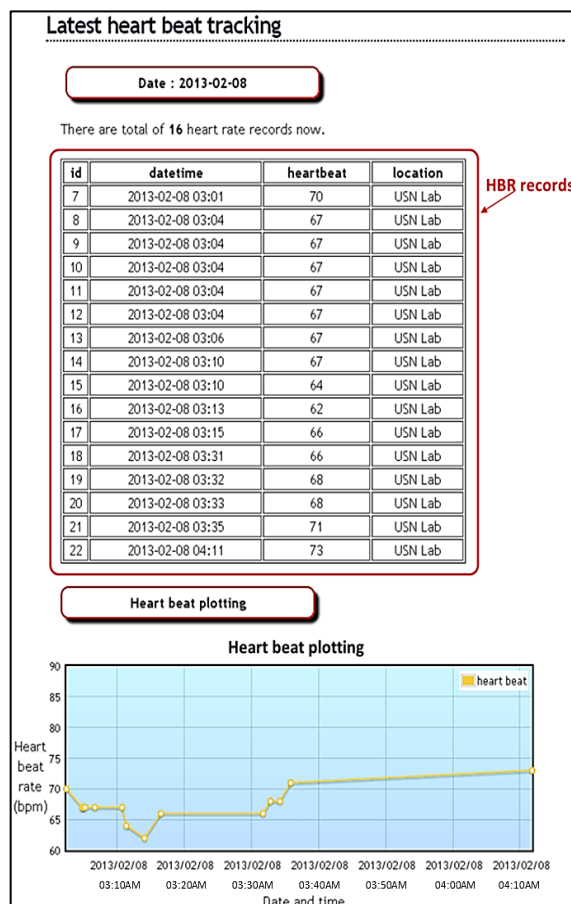 Latest heart beat tracking
Date : 2013-02-08
There are total of 16 heart rate records now.
id datetime heartbeat location
7 2013-02-08 03:01 70 USN Lab
8 2013-02-08 03:04 67 USN Lab
9 2013-02-08 03:04 67 USN Lab
10 2013-02-08 03:04 67 USN Lab
11 2013-02-08 03:04 67 USN Lab
12 2013-02-08 03:04 67 USN Lab
13 2013-02-08 03:06 67 USN Lab
14 2013-02-08 03:10 67 USN Lab
15 2013-02-08 03:10 64 USN Lab
16 2013-02-08 03:13 62 USN Lab
17 2013-02-08 03:15 66 USN Lab
18 2013-02-08 03:31 66 USN Lab
19 2013-02-08 03:32 68 USN Lab
20 2013-02-08 03:33 68 USN Lab
21 2013-02-08 03:35 71 USN Lab
22 2013-02-08 04:11 73 USN Lab
HBR records
Heart beat plotting
Heart beat plotting
heart beat
90
85
80
75
70
65
60
Heart
beat
rate
(bpm)
2013/02/08 2013/02/08 2013/02/08 2013/02/08 2013/02/08 2013/02/08 2013/02/08
03:10AM 03:20AM 03:30AM 03:40AM 03:50AM 04:00AM 04:10AM
Date and time